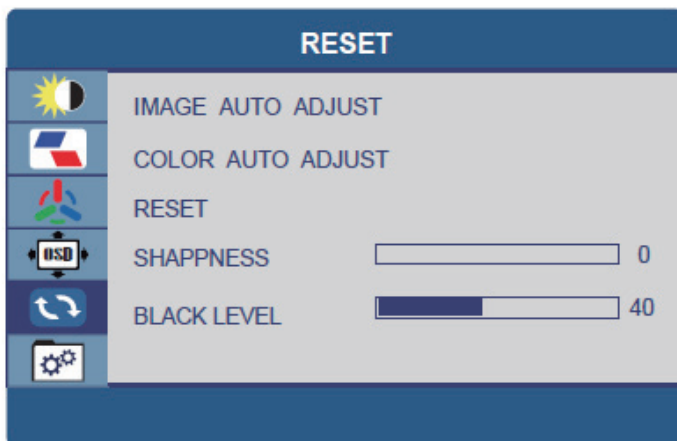 RESET
IMAGE AUTO ADJUST
COLOR AUTO ADJUST
RESET
OSD
SHAPPNESS 0
BLACK LEVEL 40